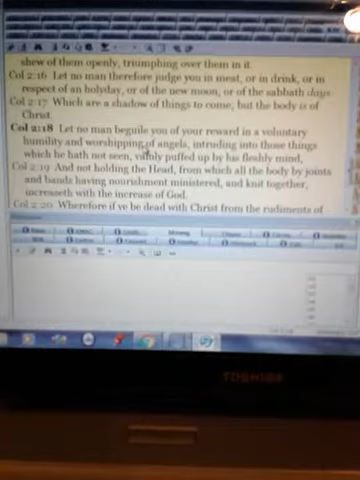 shew of them openly, triumphing over them in it.
Col 2:16 Let no man therefore judge you in meat, or in drink, or in
respect of an holyday, or of the new moon, or of the sabbath days
Col 2:17 Which are a shadow of things to come; but the body is of
Christ.
Col 2:18 Let no man beguile you of your reward in a voluntary
humility and worshipping of angels, intruding into those things
which he hath not seen, vainly puffed up by his fleshly mind,
Col 2:19 And not holding the Head, from which all the body by joints
and bands having nourishment ministered, and knit together,
increaseth with the increase of God.
Col 2:20 Wherefore if ye be dead with Christ from the rudiments of
TOSHIBA